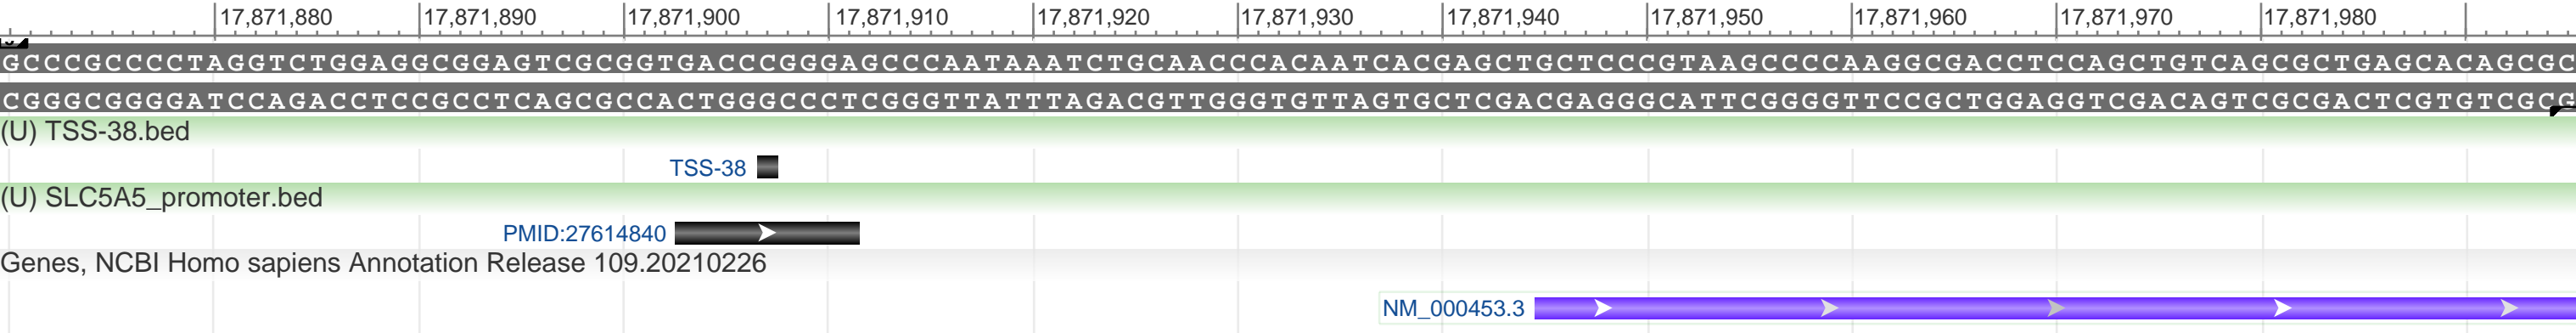 17,871,880 17,871,890 17,871,900 17,871,910 17,871,920 17,871,930 17,871,940 17,871,950 17,871,960 17,871,970 17,871,980
GCCCGCCCCTAGGTCTGGAGGCGGAGTCGCGGTGACCCGGGAGCCCAATAAATCTGCAACCCACAATCACGAGCTGCTCCCGTAAGCCCCAAGGCGACCTCCAGCTGTCAGCGCTGAGCACAGCGC
CGGGCGGGGATCCAGACCTCCGCCTCAGCGCCACTGGGCCCTCGGGTTATTTAGACGTTGGGTGTTAGTGCTCGACGAGGGCATTCGGGGTTCCGCTGGAGGTCGACAGTCGCGACTCGTGTCGCG
(U) TSS-38.bed
TSS-38
(U) SLC5A5_promoter.bed
PMID:27614840
Genes, NCBI Homo sapiens Annotation Release 109.20210226
NM_000453.3